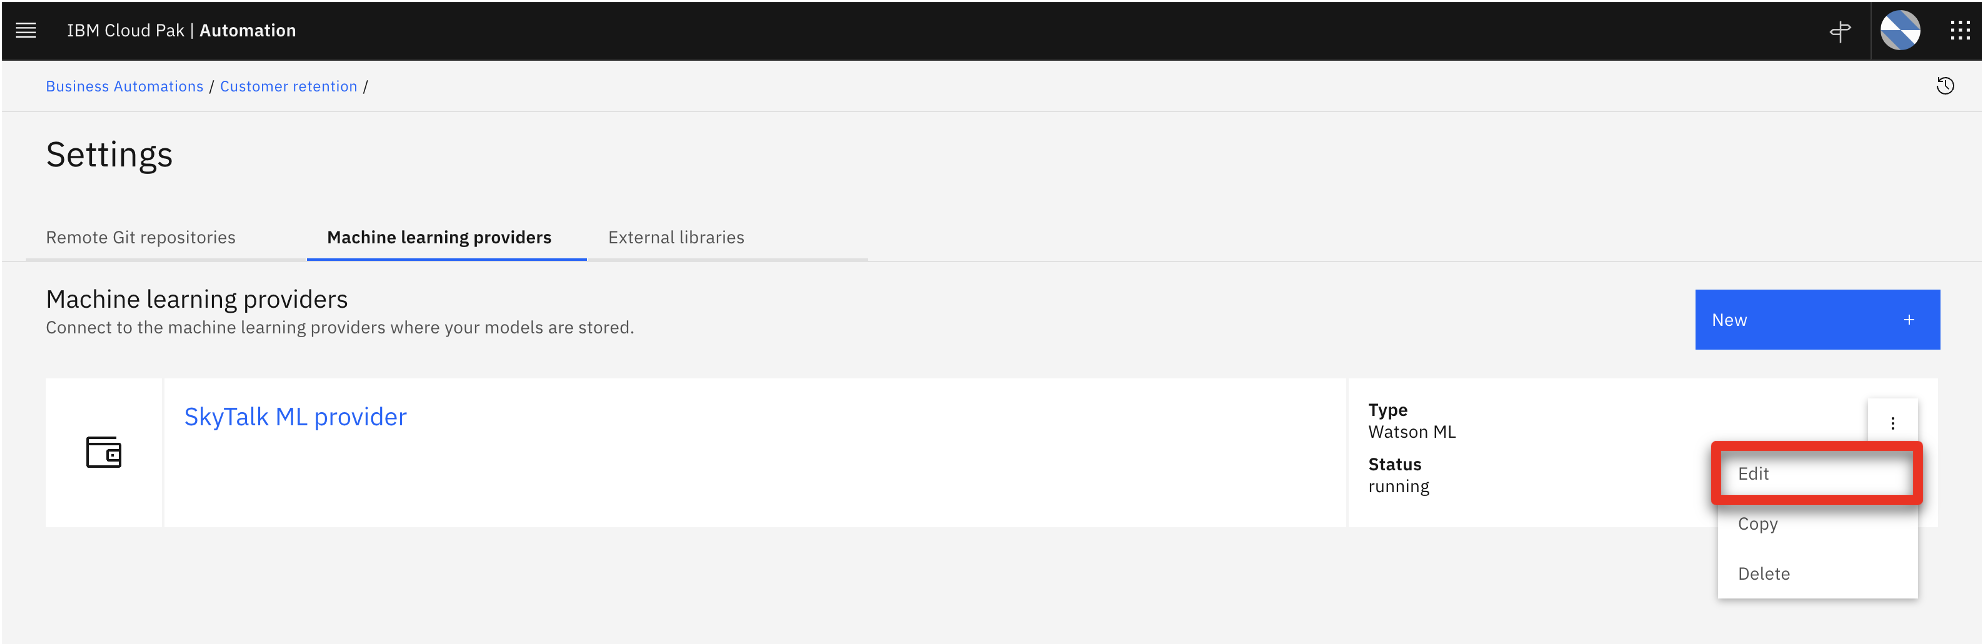 IBM Cloud Pak | Automation
Business Automations / Customer retention /
Settings
Remote Git repositories
Machine learning providers
External libraries
Machine learning providers
Connect to the machine learning providers where your models are stored.
New +
SkyTalk ML provider
Type
Watson ML
Status
running
Edit
Copy
Delete